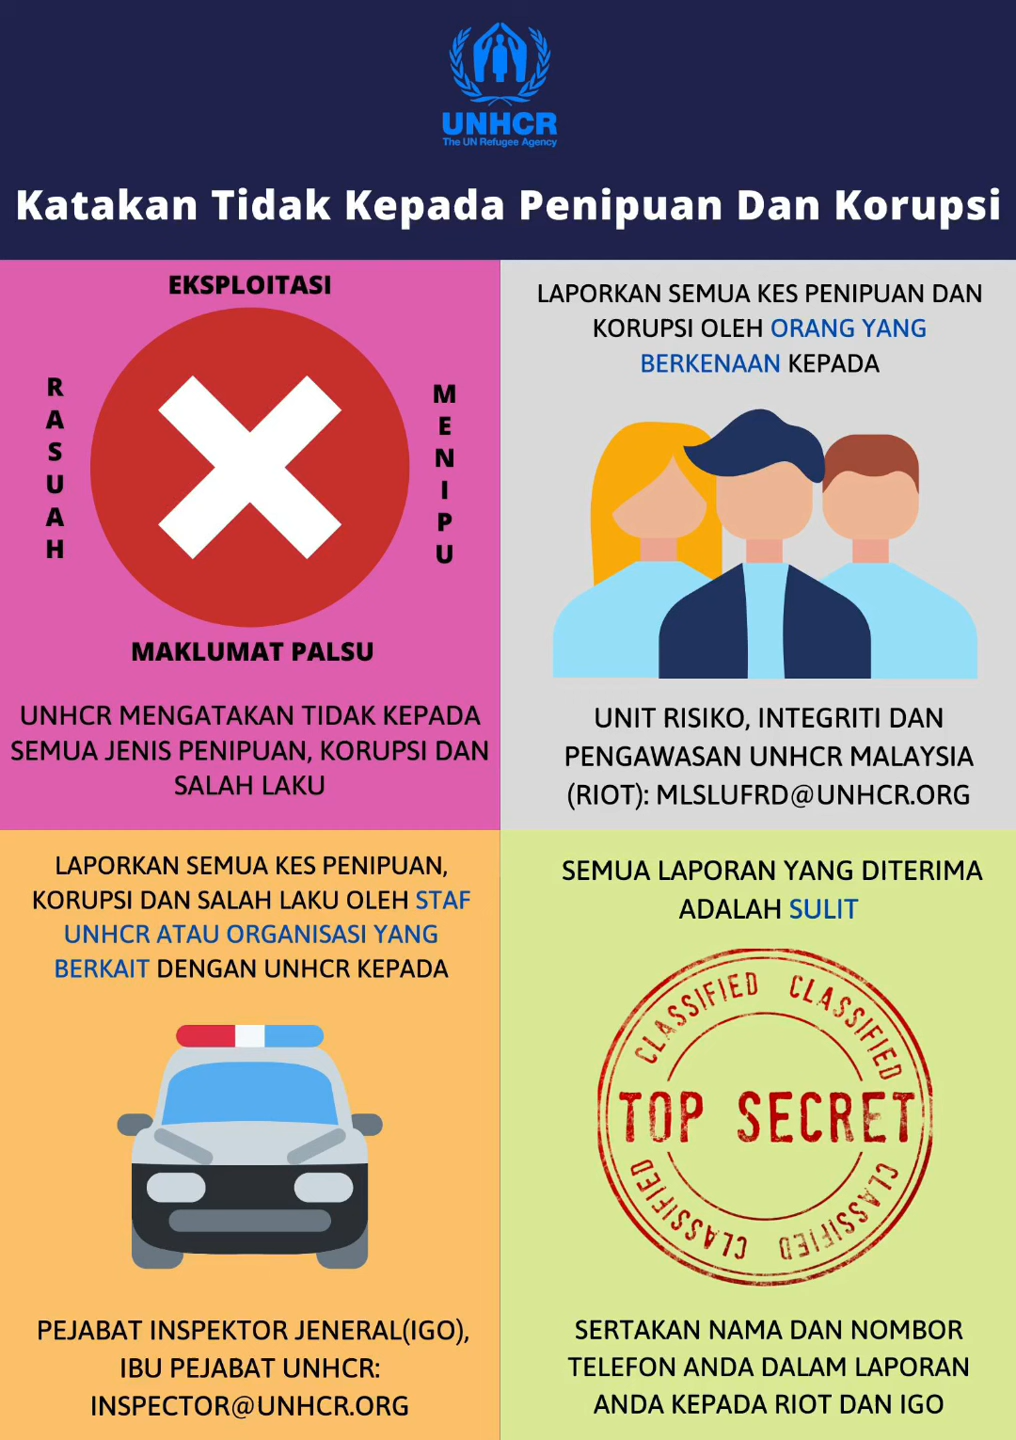 UNHCR
The UN Refugee Agency
Katakan Tidak Kepada Penipuan Dan Korupsi
EKSPLOITASI
RASUAH
MENIPU
MAKLUMAT PALSU
UNHCR MENGATAKAN TIDAK KEPADA
SEMUA JENIS PENIPUAN, KORUPSI DAN
SALAH LAKU
LAPORKAN SEMUA KES PENIPUAN DAN
KORUPSI OLEH ORANG YANG
BERKENAAN KEPADA
UNIT RISIKO, INTEGRITI DAN
PENGAWASAN UNHCR MALAYSIA
(RIOT): MLSLUFRD@UNHCR.ORG
LAPORKAN SEMUA KES PENIPUAN,
KORUPSI DAN SALAH LAKU OLEH STAF
UNHCR ATAU ORGANISASI YANG
BERKAIT DENGAN UNHCR KEPADA
PEJABAT INSPEKTOR JENERAL(IGO),
IBU PEJABAT UNHCR:
INSPECTOR@UNHCR.ORG
SEMUA LAPORAN YANG DITERIMA
ADALAH SULIT
CLASSIFIED CLASSIFIED
TOP SECRET
CLASSIFIED CLASSIFIED
SERTAKAN NAMA DAN NOMBOR
TELEFON ANDA DALAM LAPORAN
ANDA KEPADA RIOT DAN IGO